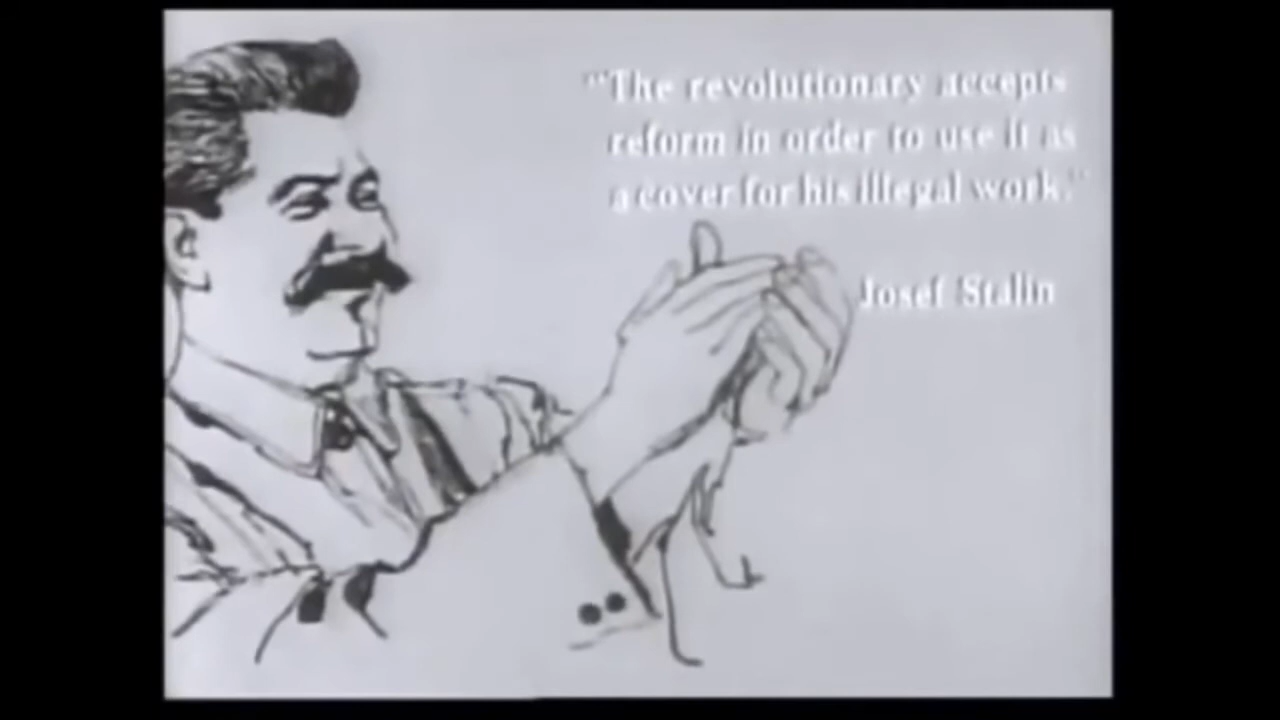 "The revolutionary accepts
reform in order to use it as
a cover for his illegal work."
Josef Stalin